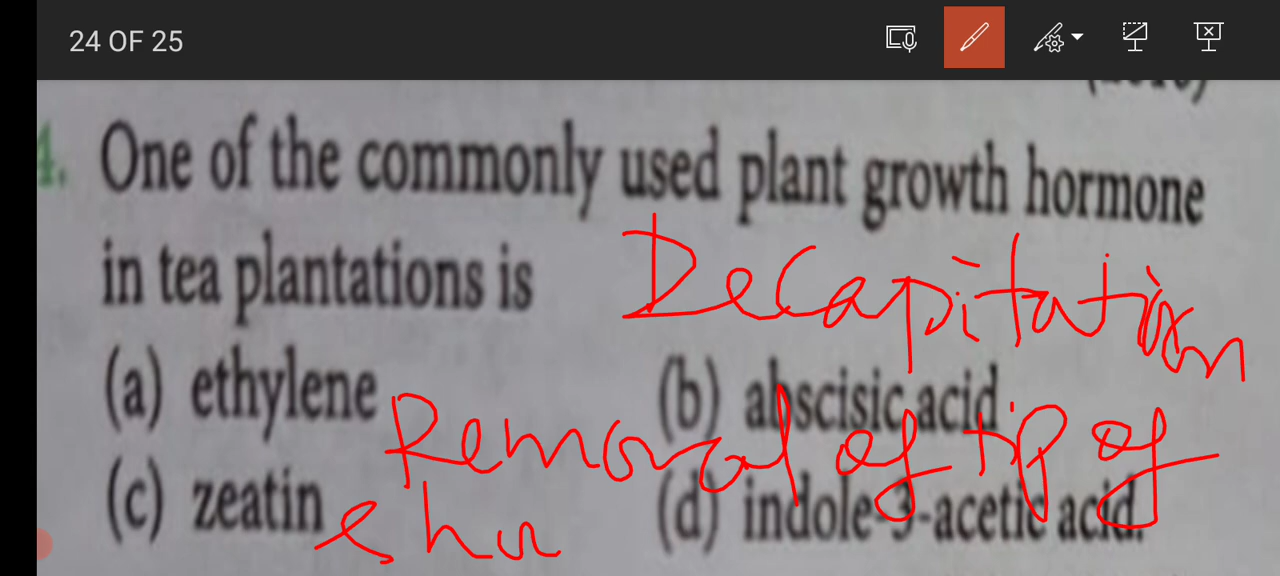 24 OF 25
4. One of the commonly used plant growth hormone
in tea plantations is
Decapitation
(a) ethylene (b) abscisic acid
Removal of tip of
(c) zeatin (d) indole-3-acetic acid.